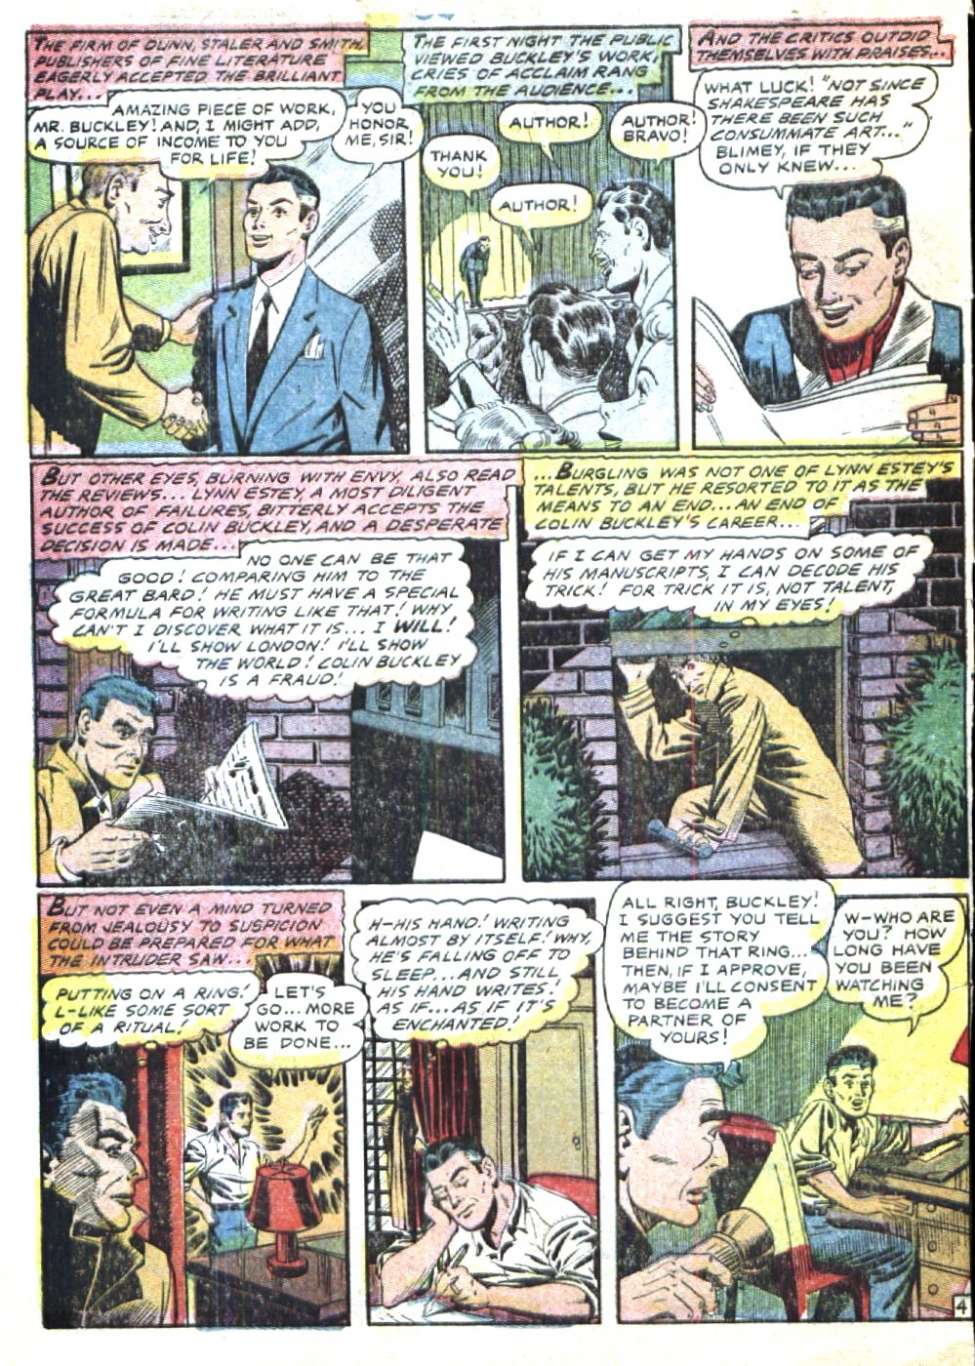 THE FIRM OF DUNN, STALER AND SMITH,
PUBLISHERS OF FINE LITERATURE
EAGERLY ACCEPTED THE BRILLIANT
PLAY...
AMAZING PIECE OF WORK,
MR. BUCKLEY! AND, I MIGHT ADD,
A SOURCE OF INCOME TO YOU
FOR LIFE!
YOU
HONOR
ME, SIR!
THE FIRST NIGHT THE PUBLIC
VIEWED BUCKLEY'S WORK,
CRIES OF ACCLAIM RANG
FROM THE AUDIENCE...
THANK
YOU!
AUTHOR!
AUTHOR!
BRAVO!
AUTHOR!
AND THE CRITICS OUTDID
THEMSELVES WITH PRAISES...
WHAT LUCK! "NOT SINCE
SHAKESPEARE HAS
THERE BEEN SUCH
CONSUMMATE ART..."
BLIMEY, IF THEY
ONLY KNEW...
BUT OTHER EYES, BURNING WITH ENVY, ALSO READ
THE REVIEWS... LYNN ESTEY, A MOST DILIGENT
AUTHOR OF FAILURES, BITTERLY ACCEPTS THE
SUCCESS OF COLIN BUCKLEY, AND A DESPERATE
DECISION IS MADE...
NO ONE CAN BE THAT
GOOD! COMPARING HIM TO THE
GREAT BARD! HE MUST HAVE A SPECIAL
FORMULA FOR WRITING LIKE THAT! WHY
CAN'T I DISCOVER WHAT IT IS... I WILL!
I'LL SHOW LONDON! I'LL SHOW
THE WORLD! COLIN BUCKLEY
IS A FRAUD!
...BURGLING WAS NOT ONE OF LYNN ESTEY'S
TALENTS, BUT HE RESORTED TO IT AS THE
MEANS TO AN END... AN END OF
COLIN BUCKLEY'S CAREER...
IF I CAN GET MY HANDS ON SOME OF
HIS MANUSCRIPTS, I CAN DECODE HIS
TRICK! FOR TRICK IT IS, NOT TALENT,
IN MY EYES!
BUT NOT EVEN A MIND TURNED
FROM JEALOUSY TO SUSPICION
COULD BE PREPARED FOR WHAT
THE INTRUDER SAW...
PUTTING ON A RING!
L-LIKE SOME SORT
OF A RITUAL!
LET'S
GO... MORE
WORK TO
BE DONE...
H-HIS HAND! WRITING
ALMOST BY ITSELF! WHY,
HE'S FALLING OFF TO
SLEEP... AND STILL
HIS HAND WRITES!
AS IF... AS IF IT'S
ENCHANTED!
ALL RIGHT, BUCKLEY!
I SUGGEST YOU TELL
ME THE STORY
BEHIND THAT RING...
THEN, IF I APPROVE,
MAYBE I'LL CONSENT
TO BECOME A
PARTNER OF
YOURS!
W-WHO ARE
YOU? HOW
LONG HAVE
YOU BEEN
WATCHING
ME?
4